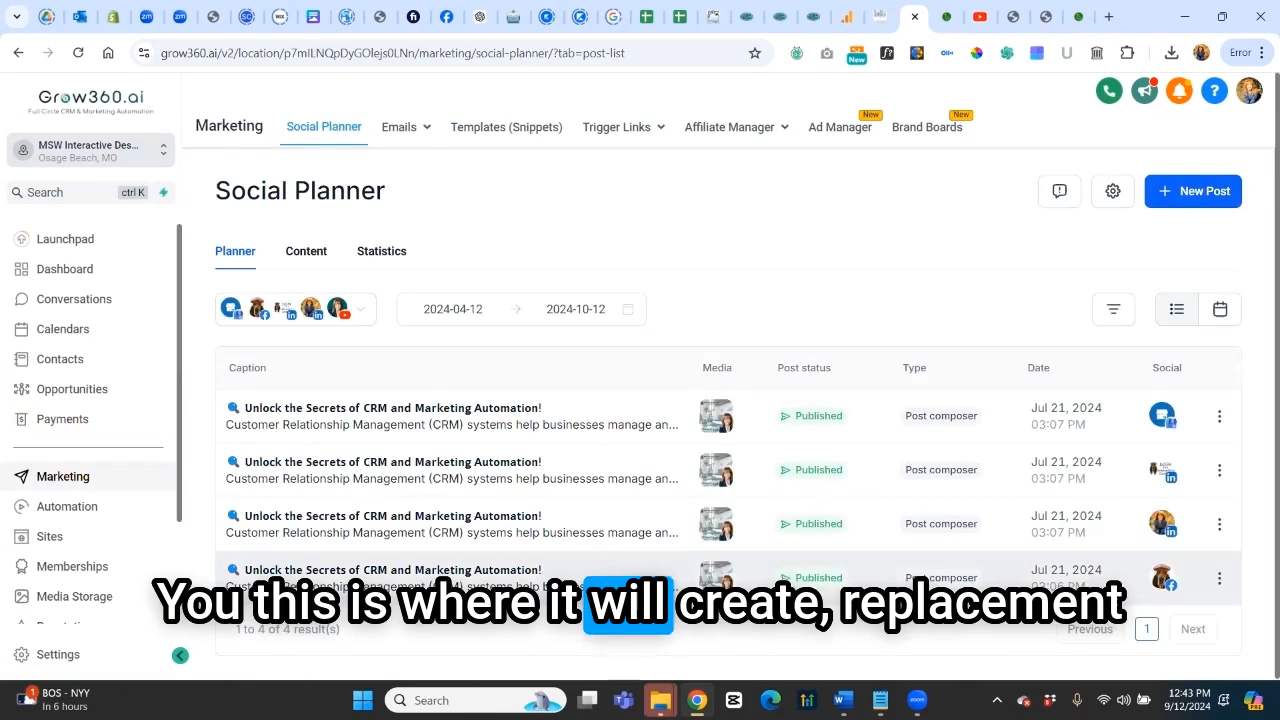 grow360.ai/v2/location/p7mILNQpDyGOlejs0LNn/marketing/social-planner/?tab=post-list
New
Error
Grow360.ai
Full Circle CRM & Marketing Automation
MSW Interactive Des...
Osage Beach, MO
Search
ctrl K
Launchpad
Dashboard
Conversations
Calendars
Contacts
Opportunities
Payments
Marketing
Automation
Sites
Memberships
Media Storage
Settings
Marketing
Social Planner
Emails
Templates (Snippets)
Trigger Links
Affiliate Manager
Ad Manager
New
Brand Boards
New
Social Planner
New Post
Planner
Content
Statistics
2024-04-12
2024-10-12
Caption Media Post status Type Date Social
Unlock the Secrets of CRM and Marketing Automation!
Customer Relationship Management (CRM) systems help businesses manage an...
Published
Post composer
Jul 21, 2024
03:07 PM
Unlock the Secrets of CRM and Marketing Automation!
Customer Relationship Management (CRM) systems help businesses manage an...
Published
Post composer
Jul 21, 2024
03:07 PM
Unlock the Secrets of CRM and Marketing Automation!
Customer Relationship Management (CRM) systems help businesses manage an...
Published
Post composer
Jul 21, 2024
03:07 PM
Unlock the Secrets of CRM and Marketing Automation!
Published
Post composer
Jul 21, 2024
03:06 PM
You this is where it will create, replacement
1 to 4 of 4 result(s)
Previous
1
Next
1
BOS - NYY
In 6 hours
Search
12:43 PM
9/12/2024